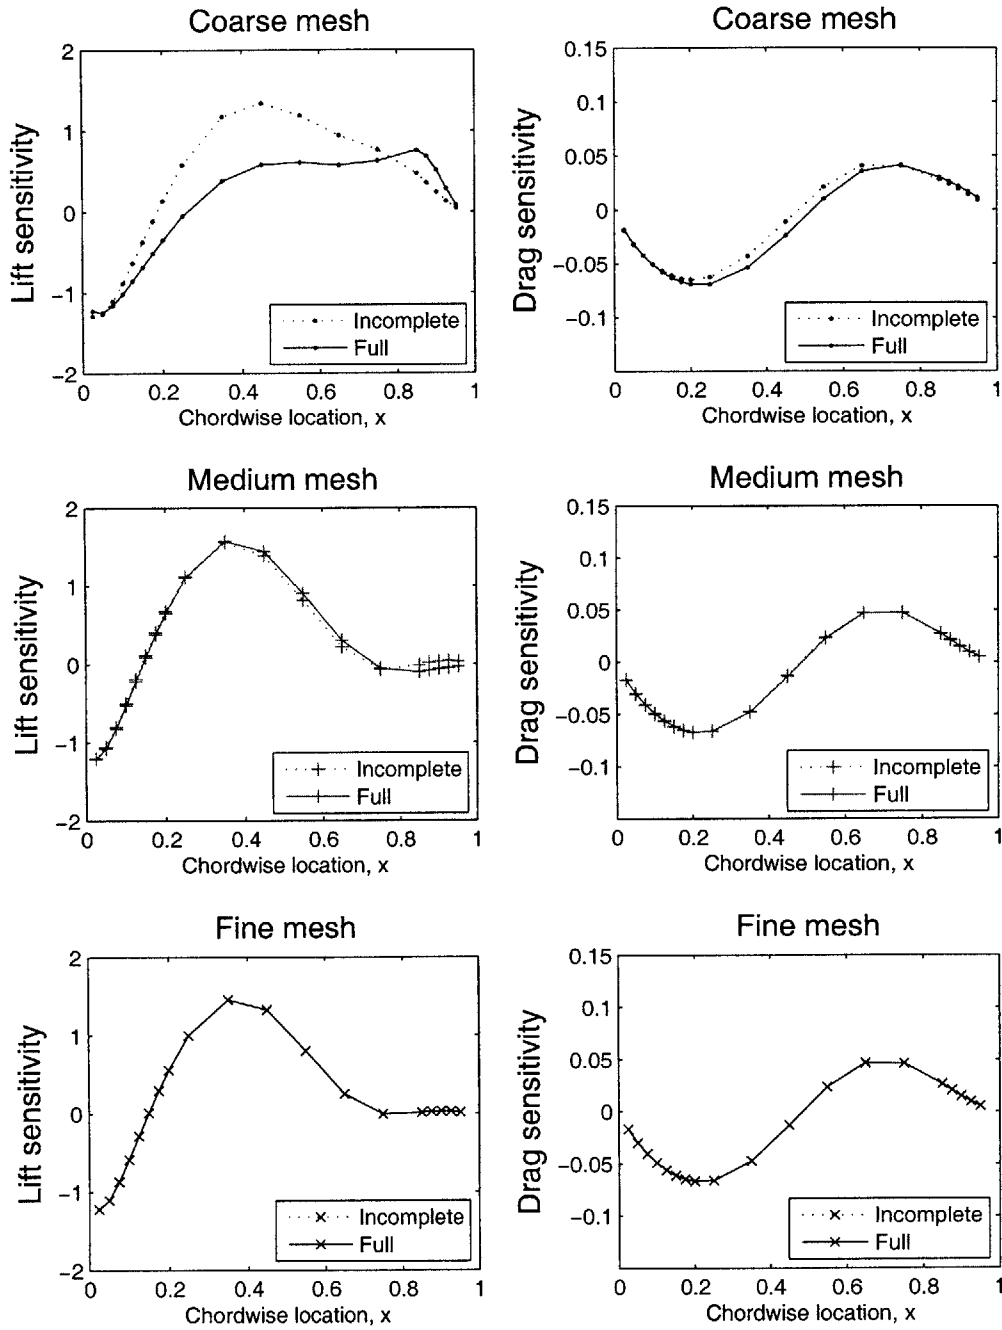 Coarse mesh
2
1
0
−1
−2
Lift sensitivity
0
0.2
0.4
0.6
0.8
1
Chordwise location, x
Incomplete
Full
Coarse mesh
0.15
0.1
0.05
0
−0.05
−0.1
Drag sensitivity
0
0.2
0.4
0.6
0.8
1
Chordwise location, x
Incomplete
Full
Medium mesh
2
1
0
−1
−2
Lift sensitivity
0
0.2
0.4
0.6
0.8
1
Chordwise location, x
Incomplete
Full
Medium mesh
0.15
0.1
0.05
0
−0.05
−0.1
Drag sensitivity
0
0.2
0.4
0.6
0.8
1
Chordwise location, x
Incomplete
Full
Fine mesh
2
1
0
−1
−2
Lift sensitivity
0
0.2
0.4
0.6
0.8
1
Chordwise location, x
Incomplete
Full
Fine mesh
0.15
0.1
0.05
0
−0.05
−0.1
Drag sensitivity
0
0.2
0.4
0.6
0.8
1
Chordwise location, x
Incomplete
Full